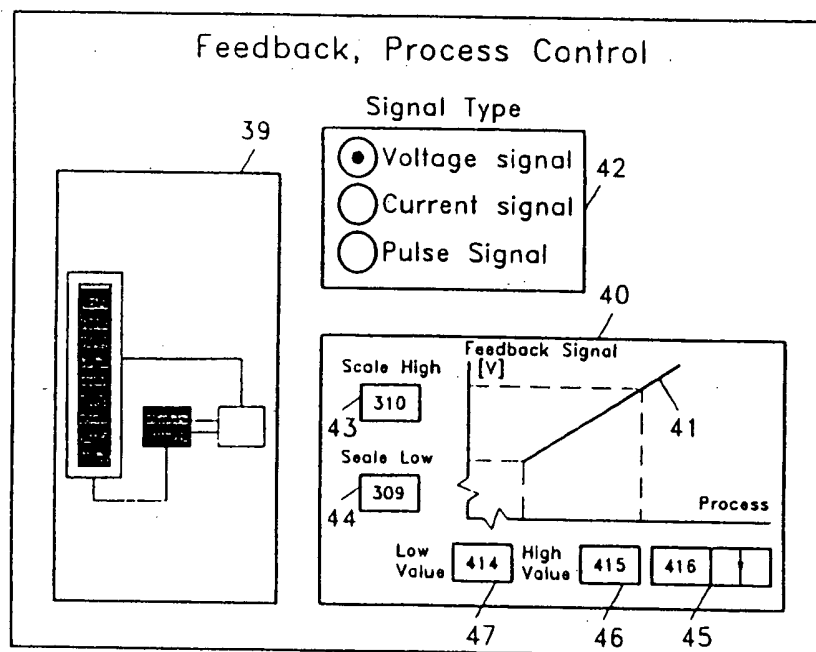 Feedback, Process Control
Signal Type
39
Voltage signal
42
Current signal
Pulse Signal
40
Feedback Signal
[V]
Scale High
310
43
41
Seale Low
309
44
Process
Low Value
414
High Value
415
416
47
46
45